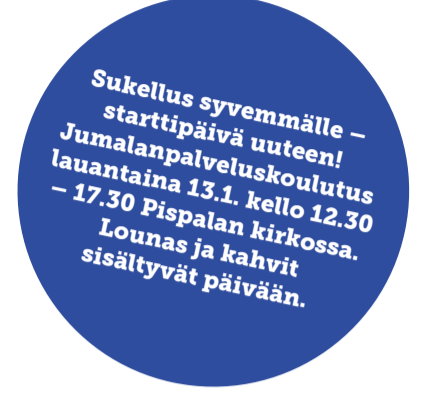 Sukellus syvemmälle –
starttipäivä uuteen!
Jumalanpalveluskoulutus
lauantaina 13.1. kello 12.30
– 17.30 Pispalan kirkossa.
Lounas ja kahvit
sisältyvät päivään.